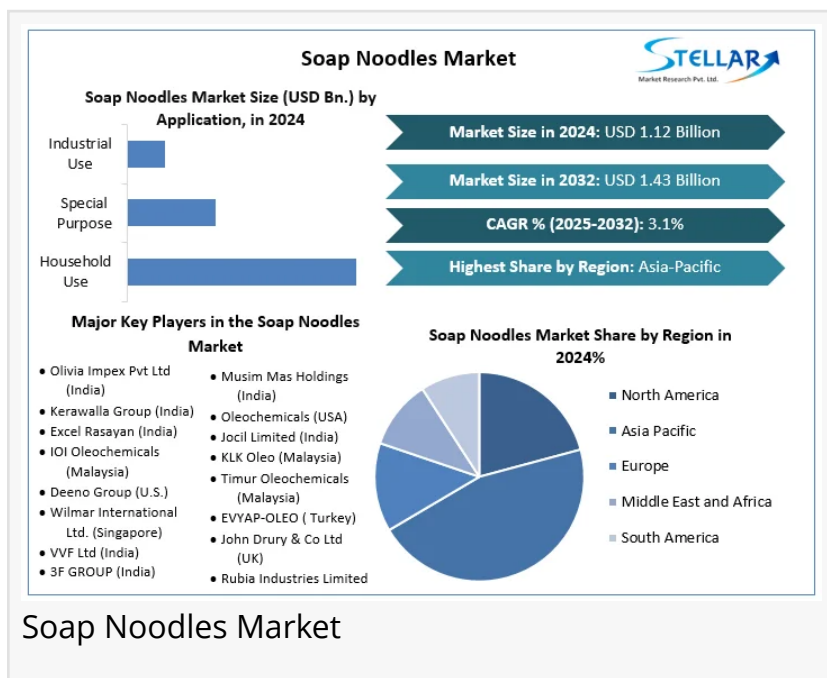 Soap Noodles Market
STELLAR
Market Research Pvt. Ltd.
Soap Noodles Market Size (USD Bn.) by
Application, in 2024
Industrial
Use
Special
Purpose
Household
Use
Market Size in 2024: USD 1.12 Billion
Market Size in 2032: USD 1.43 Billion
CAGR % (2025-2032): 3.1%
Highest Share by Region: Asia-Pacific
Major Key Players in the Soap Noodles
Market
• Olivia Impex Pvt Ltd
(India)
• Kerawalla Group (India)
• Excel Rasayan (India)
• IOI Oleochemicals
(Malaysia)
• Deeno Group (U.S.)
• Wilmar International
Ltd. (Singapore)
• VVF Ltd (India)
• 3F GROUP (India)
• Musim Mas Holdings
(India)
• Oleochemicals (USA)
• Jocil Limited (India)
• KLK Oleo (Malaysia)
• Timur Oleochemicals
(Malaysia)
• EVYAP-OLEO ( Turkey)
• John Drury & Co Ltd
(UK)
• Rubia Industries Limited
Soap Noodles Market Share by Region in
2024%
North America
Asia Pacific
Europe
Middle East and Africa
South America
Soap Noodles Market